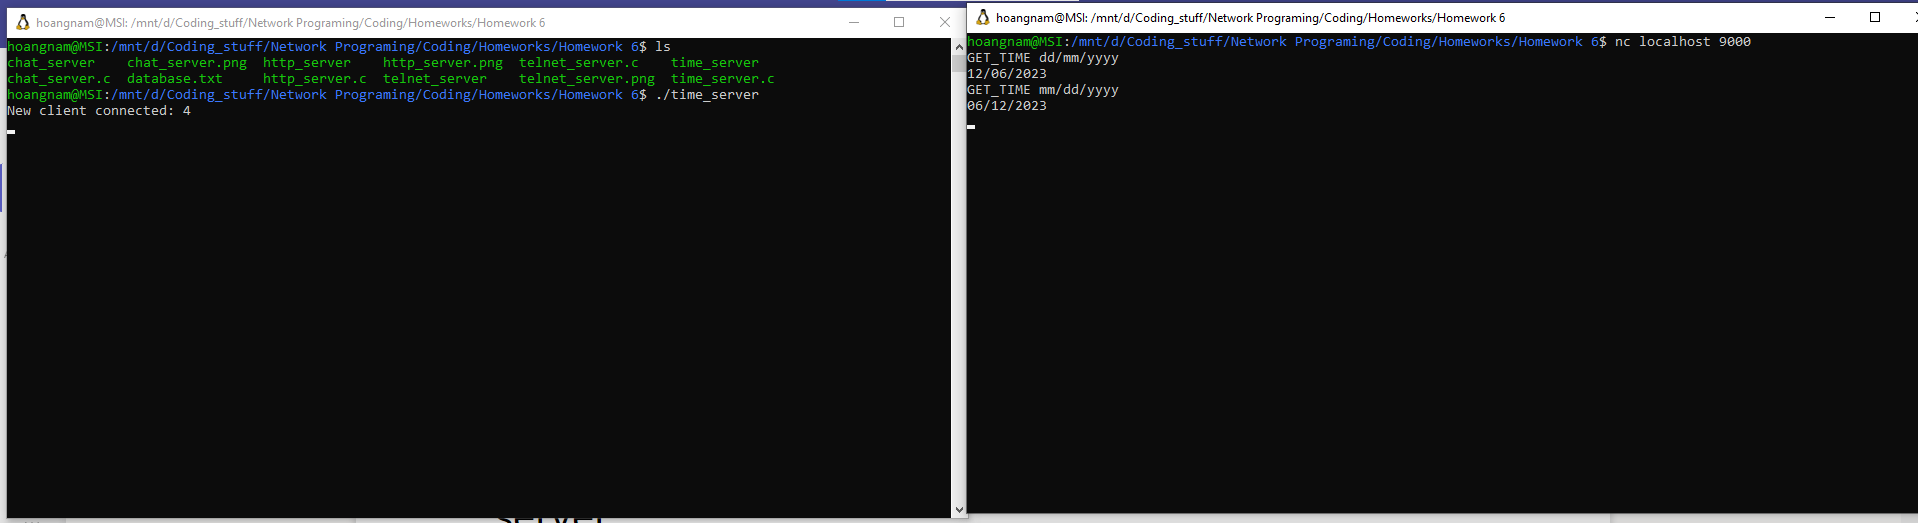 hoangnam@MSI: /mnt/d/Coding_stuff/Network Programing/Coding/Homeworks/Homework 6
hoangnam@MSI:/mnt/d/Coding_stuff/Network Programing/Coding/Homeworks/Homework 6$ ls
chat_server    chat_server.png  http_server    http_server.png  telnet_server.c    time_server
chat_server.c  database.txt     http_server.c  telnet_server    telnet_server.png  time_server.c
hoangnam@MSI:/mnt/d/Coding_stuff/Network Programing/Coding/Homeworks/Homework 6$ ./time_server
New client connected: 4
hoangnam@MSI: /mnt/d/Coding_stuff/Network Programing/Coding/Homeworks/Homework 6
hoangnam@MSI:/mnt/d/Coding_stuff/Network Programing/Coding/Homeworks/Homework 6$ nc localhost 9000
GET_TIME dd/mm/yyyy
12/06/2023
GET_TIME mm/dd/yyyy
06/12/2023
server